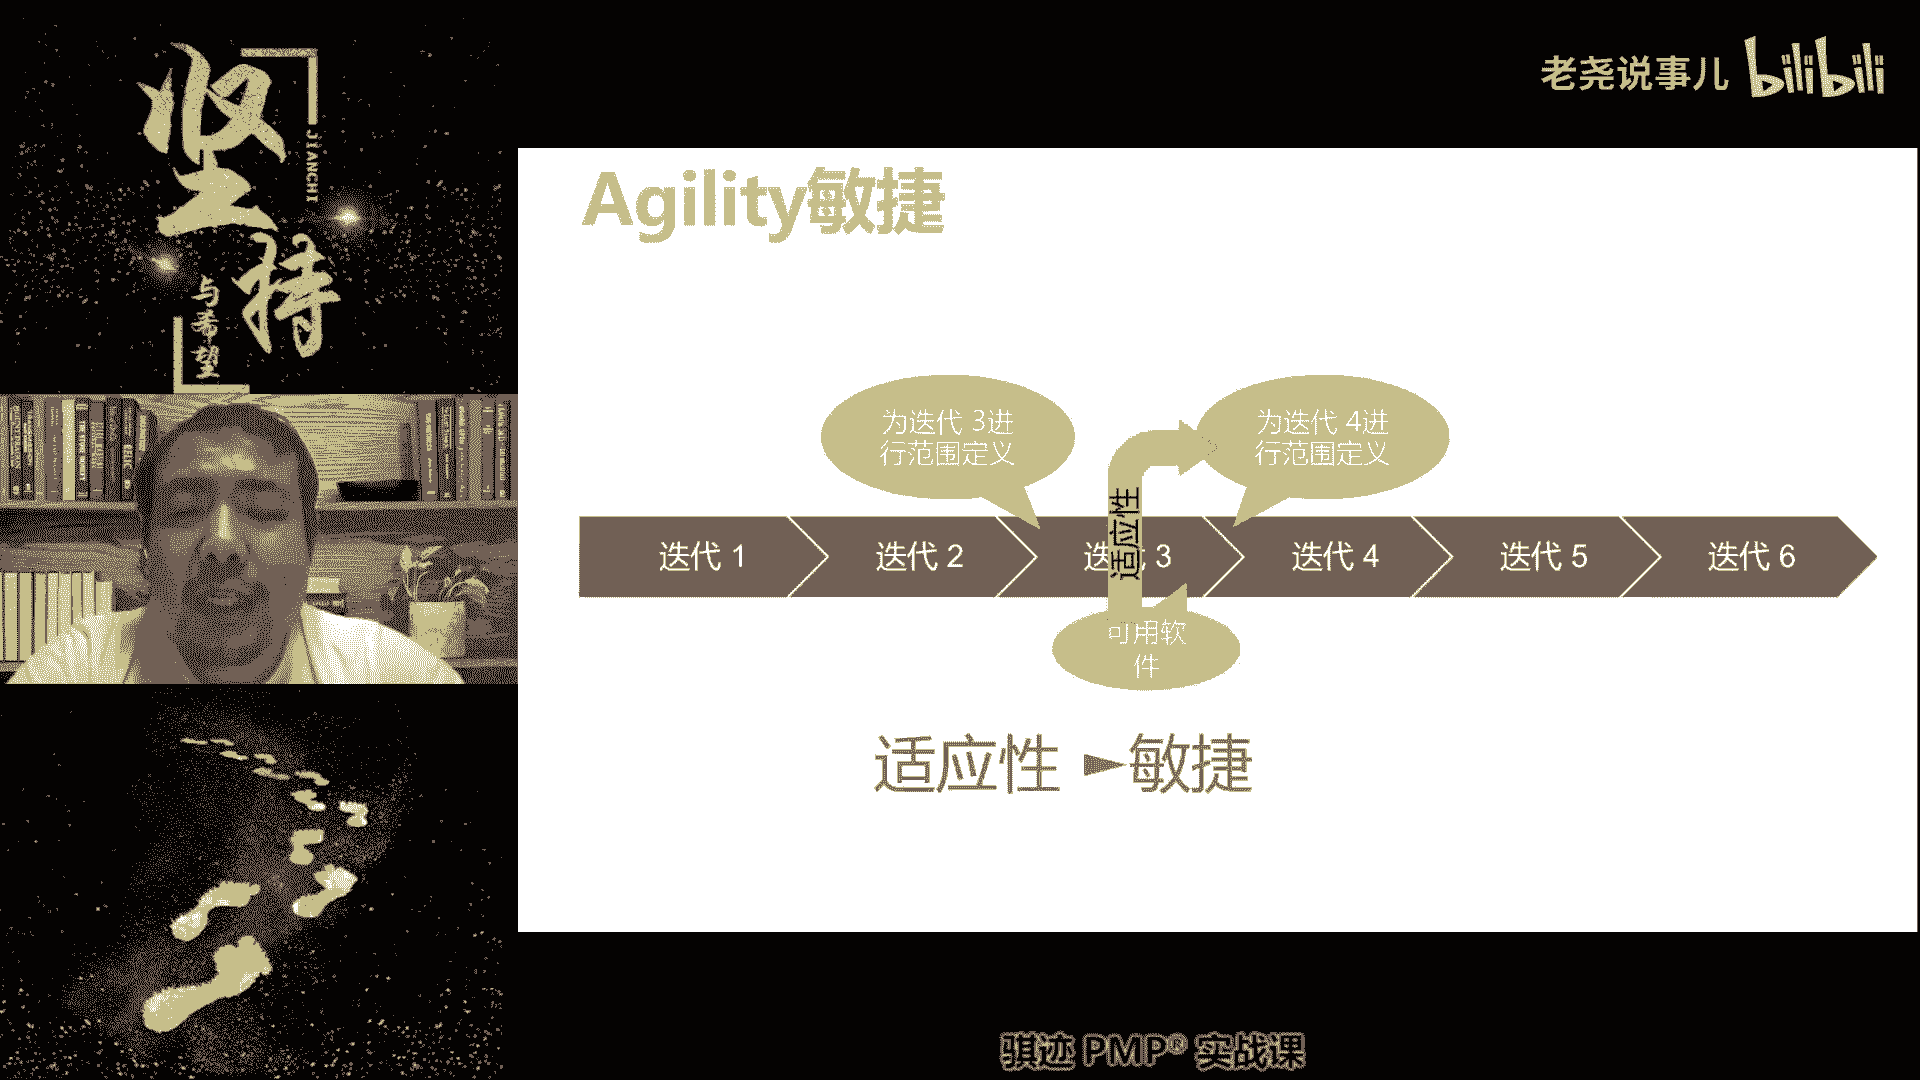 坚持
JIANCHI
与希望
老尧说事儿 bilibili
Agility敏捷
为迭代 3进
行范围定义
为迭代 4进
行范围定义
适应性
迭代 1
迭代 2
迭 3
迭代 4
迭代 5
迭代 6
可用软
件
适应性 敏捷
骐迹 PMP® 实战课